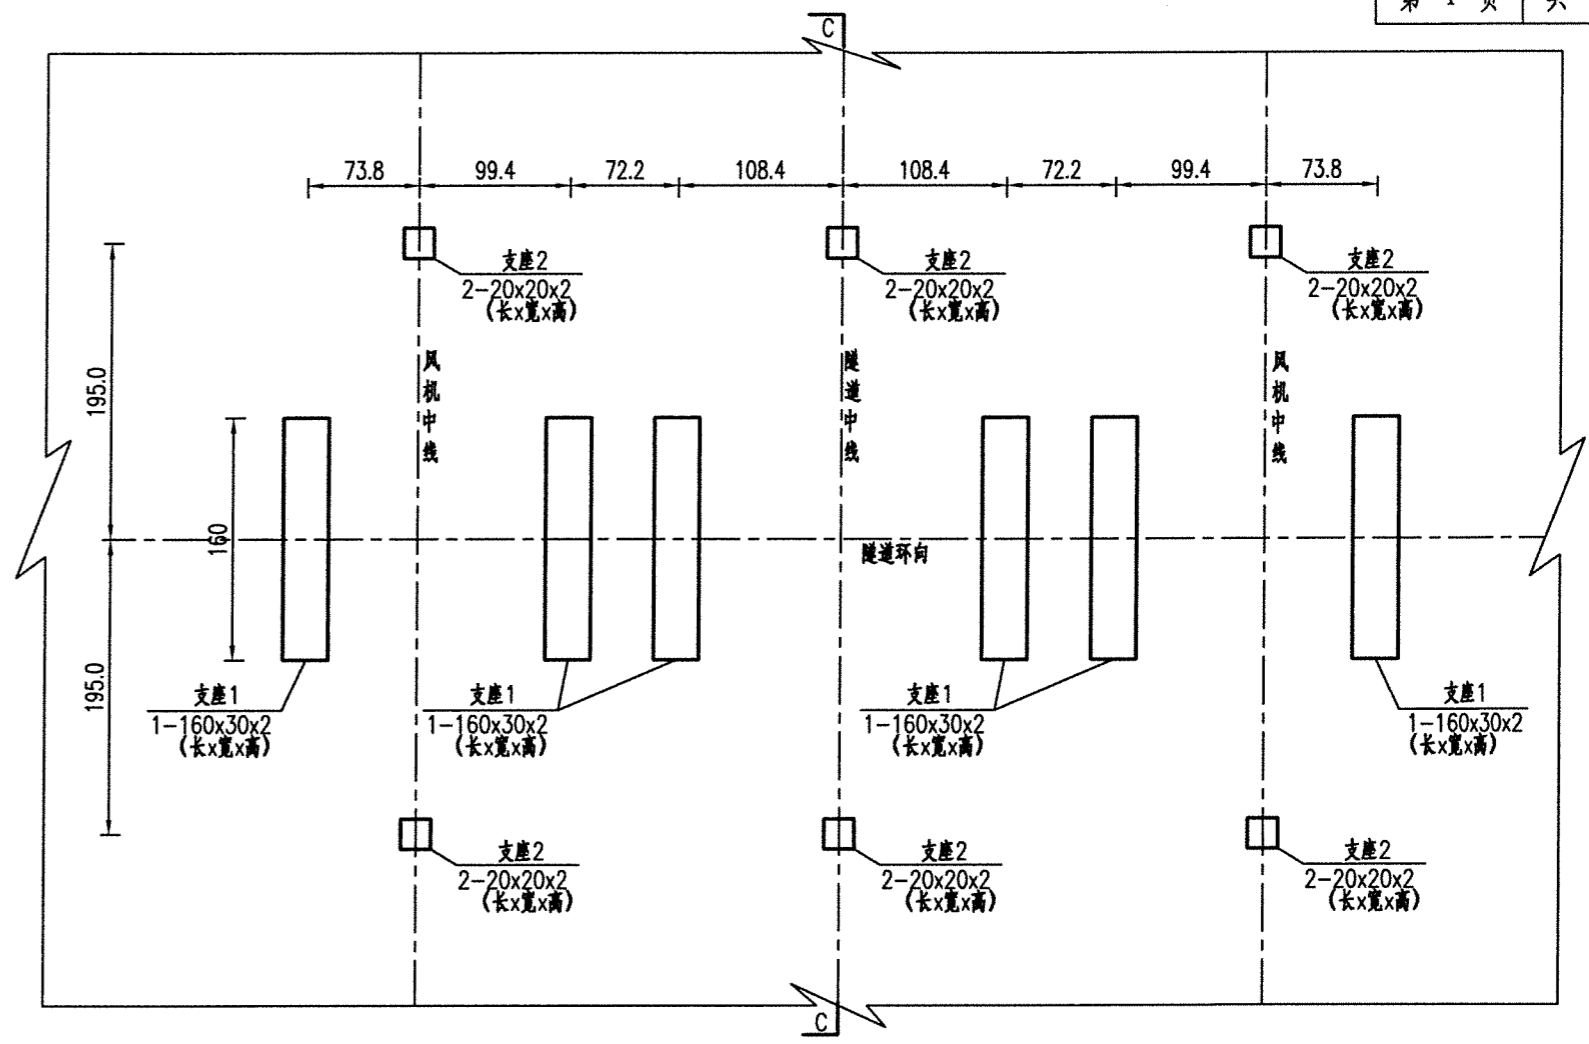 第 1 页 共
C
73.8 99.4 72.2 108.4 108.4 72.2 99.4 73.8
支座2
2-20x20x2
(长x宽x高)
支座2
2-20x20x2
(长x宽x高)
支座2
2-20x20x2
(长x宽x高)
195.0
风机中线
隧道中线
风机中线
160
隧道环向
195.0
支座1
1-160x30x2
(长x宽x高)
支座1
1-160x30x2
(长x宽x高)
支座1
1-160x30x2
(长x宽x高)
支座1
1-160x30x2
(长x宽x高)
支座2
2-20x20x2
(长x宽x高)
支座2
2-20x20x2
(长x宽x高)
支座2
2-20x20x2
(长x宽x高)
C